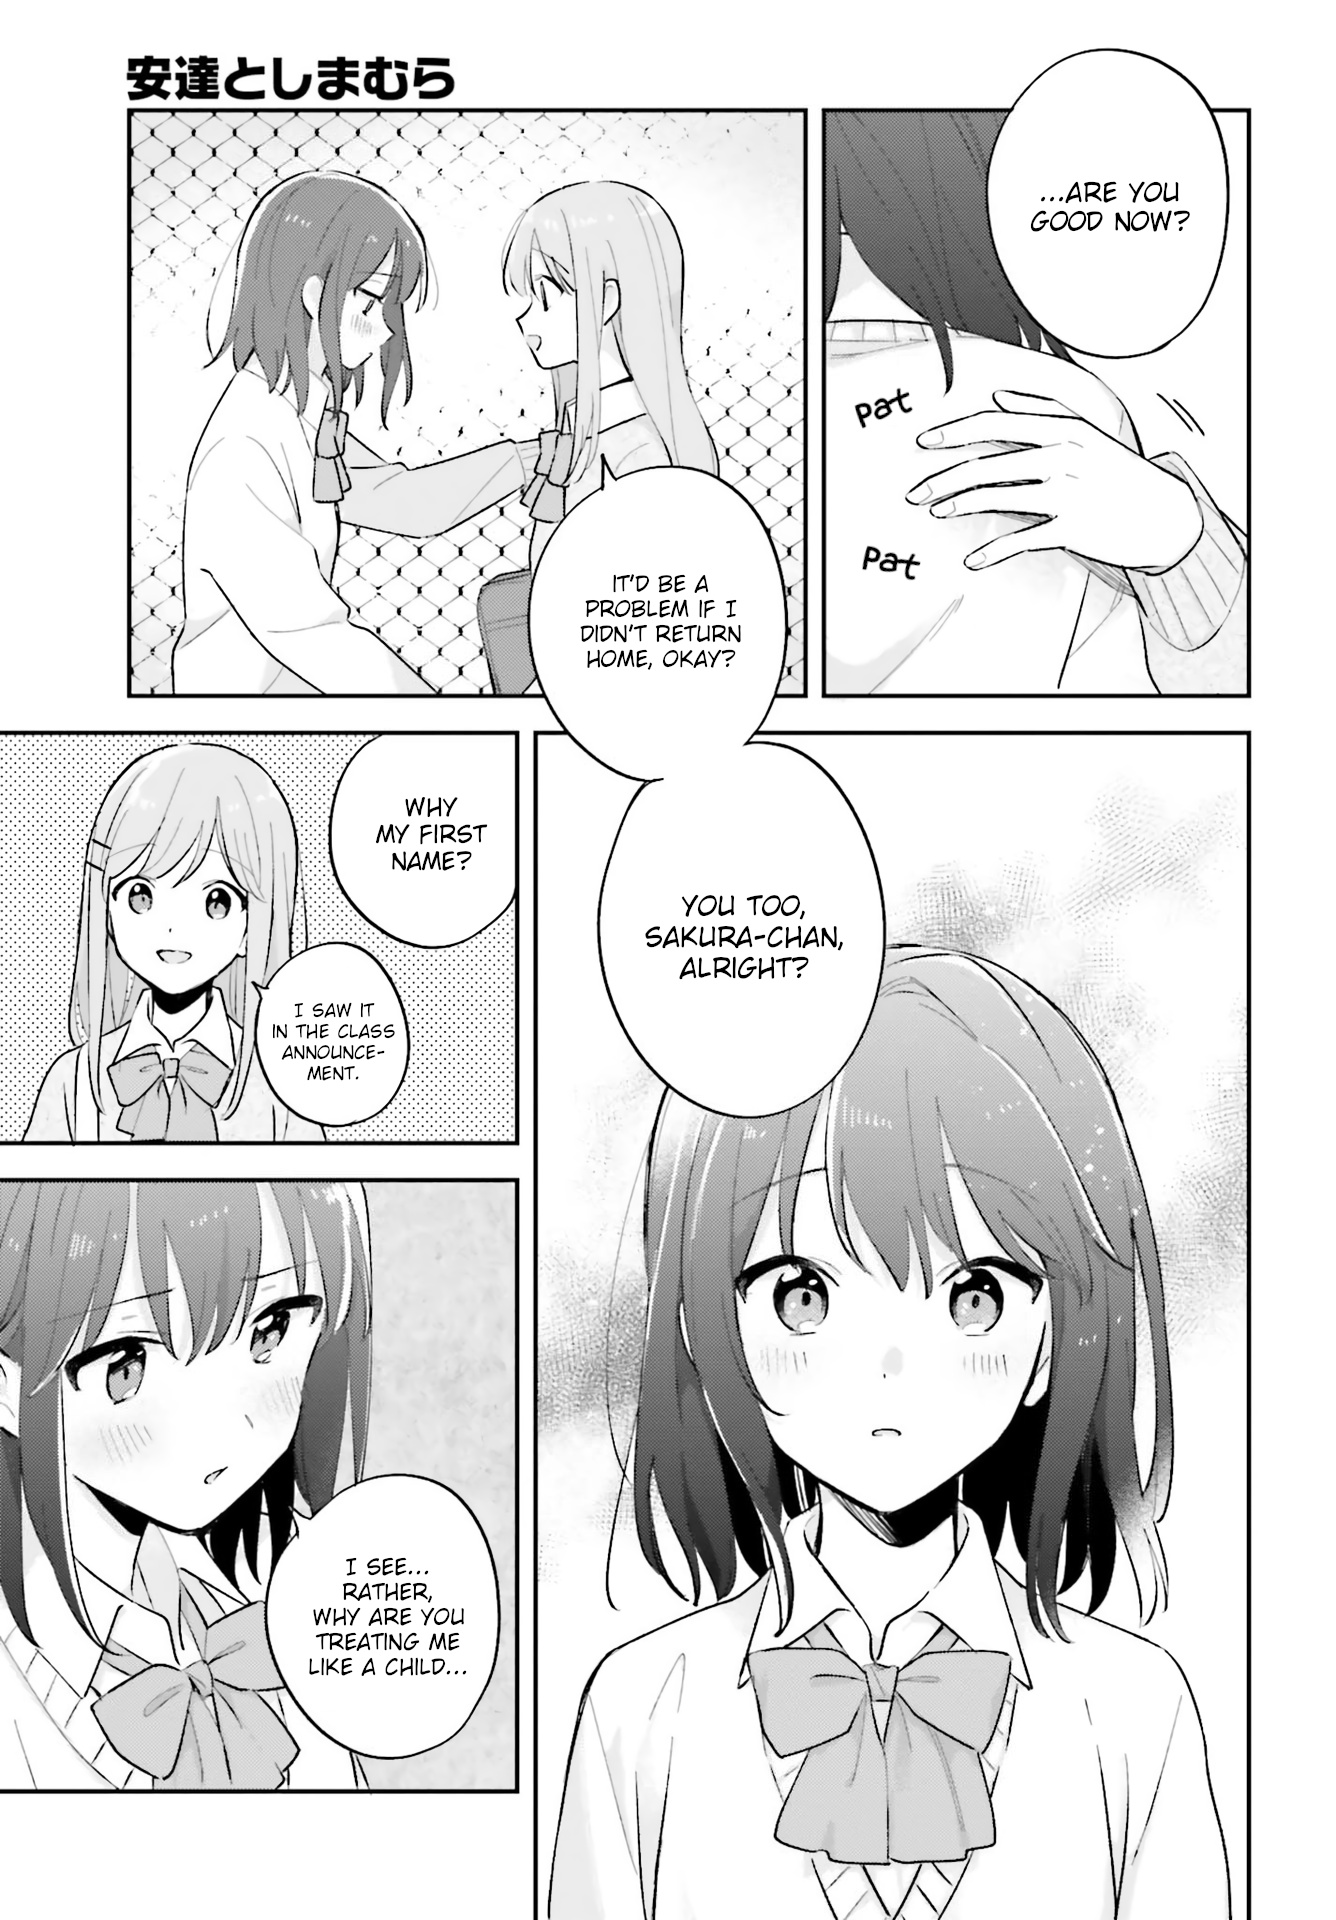 安達としまむら
...ARE YOU
GOOD NOW?
pat
pat
IT'D BE A
PROBLEM IF I
DIDN'T RETURN
HOME, OKAY?
YOU TOO,
SAKURA-CHAN,
ALRIGHT?
WHY
MY FIRST
NAME?
I SAW IT
IN THE CLASS
ANNOUNCE-
MENT.
I SEE...
RATHER,
WHY ARE YOU
TREATING ME
LIKE A CHILD...